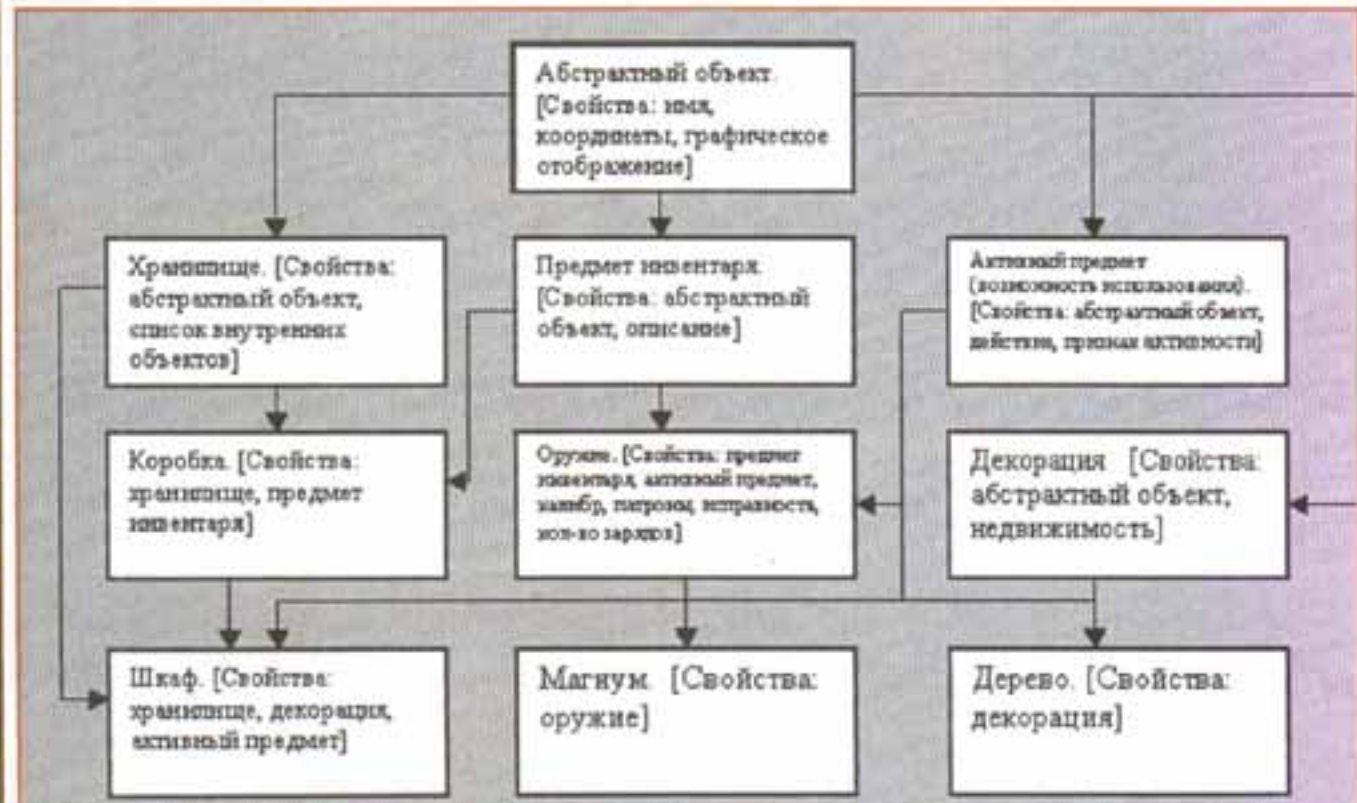 Абстрактный объект.
[Свойства: имя,
координаты, графическое
отображение]
Хранилище. [Свойства:
абстрактный объект,
список внутренних
объектов]
Предмет инвентаря.
[Свойства: абстрактный
объект, описание]
Активный предмет
(возможность использования).
[Свойства: абстрактный объект,
действие, признак активности]
Коробка. [Свойства:
хранилище, предмет
инвентаря]
Оружие. [Свойства: предмет
инвентаря, активный предмет,
калибр, патроны, исправность,
кол-во зарядов]
Декорация [Свойства:
абстрактный объект,
недвижимость]
Шкаф. [Свойства:
хранилище, декорация,
активный предмет]
Магнум. [Свойства:
оружие]
Дерево. [Свойства:
декорация]